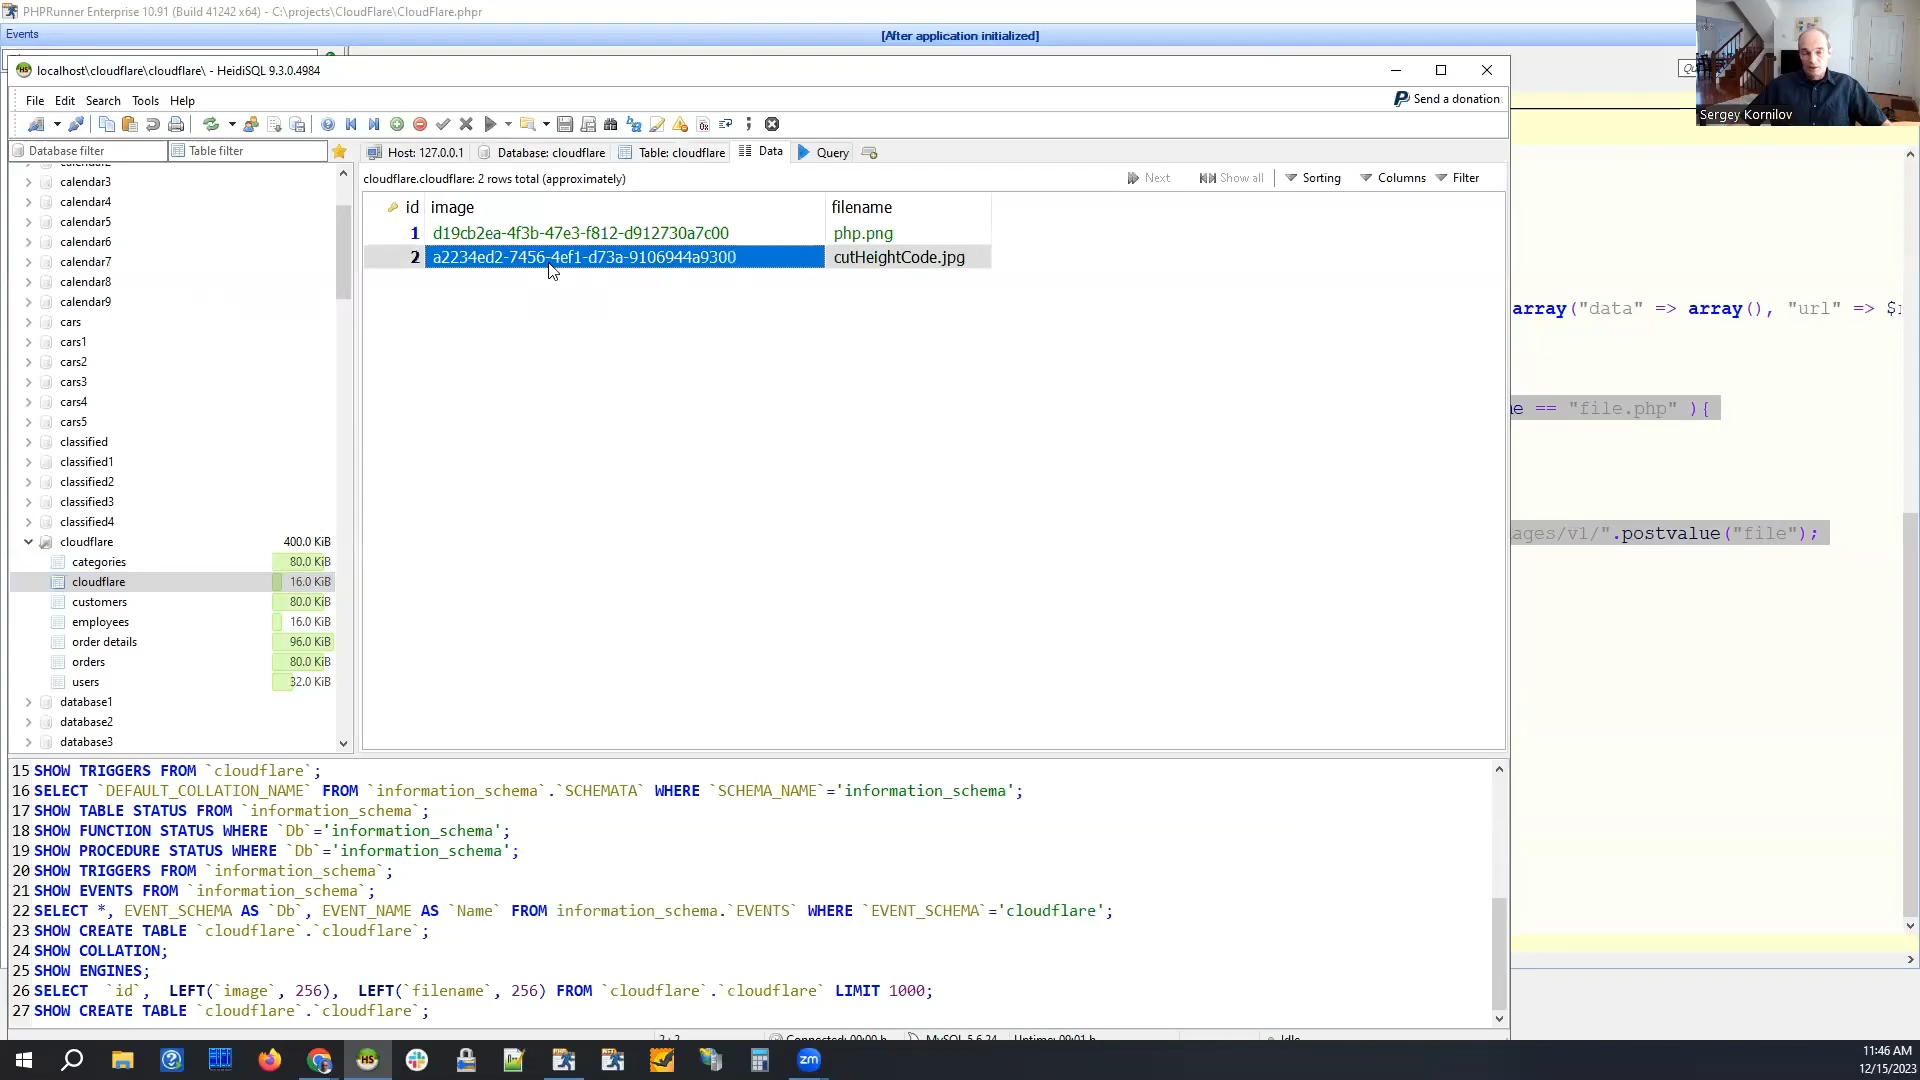 PHPRunner Enterprise 10.91 (Build 41242 x64) - C:\projects\CloudFlare\CloudFlare.phpr
Events
[After application initialized]
Sergey Kornilov
localhost\cloudflare\cloudflare\ - HeidiSQL 9.3.0.4984
File Edit Search Tools Help
Send a donation
Database filter
Table filter
Host: 127.0.0.1
Database: cloudflare
Table: cloudflare
Data
Query
cloudflare.cloudflare: 2 rows total (approximately)
Next
Show all
Sorting
Columns
Filter
id image filename
1 d19cb2ea-4f3b-47e3-f812-d912730a7c00 php.png
2 a2234ed2-7456-4ef1-d73a-9106944a9300 cutHeightCode.jpg
calendar3
calendar4
calendar5
calendar6
calendar7
calendar8
calendar9
cars
cars1
cars2
cars3
cars4
cars5
classified
classified1
classified2
classified3
classified4
cloudflare 400.0 KiB
categories 80.0 KiB
cloudflare 16.0 KiB
customers 80.0 KiB
employees 16.0 KiB
order details 96.0 KiB
orders 80.0 KiB
users 32.0 KiB
database1
database2
database3
array("data" => array(), "url" =>
== "file.php" ){
/v1/".postvalue("file");
15 SHOW TRIGGERS FROM `cloudflare`;
16 SELECT `DEFAULT_COLLATION_NAME` FROM `information_schema`.`SCHEMATA` WHERE `SCHEMA_NAME`='information_schema';
17 SHOW TABLE STATUS FROM `information_schema`;
18 SHOW FUNCTION STATUS WHERE `Db`='information_schema';
19 SHOW PROCEDURE STATUS WHERE `Db`='information_schema';
20 SHOW TRIGGERS FROM `information_schema`;
21 SHOW EVENTS FROM `information_schema`;
22 SELECT *, EVENT_SCHEMA AS `Db`, EVENT_NAME AS `Name` FROM information_schema.`EVENTS` WHERE `EVENT_SCHEMA`='cloudflare';
23 SHOW CREATE TABLE `cloudflare`.`cloudflare`;
24 SHOW COLLATION;
25 SHOW ENGINES;
26 SELECT `id`, LEFT(`image`, 256), LEFT(`filename`, 256) FROM `cloudflare`.`cloudflare` LIMIT 1000;
27 SHOW CREATE TABLE `cloudflare`.`cloudflare`;
HS
zm
11:46 AM
12/15/2023